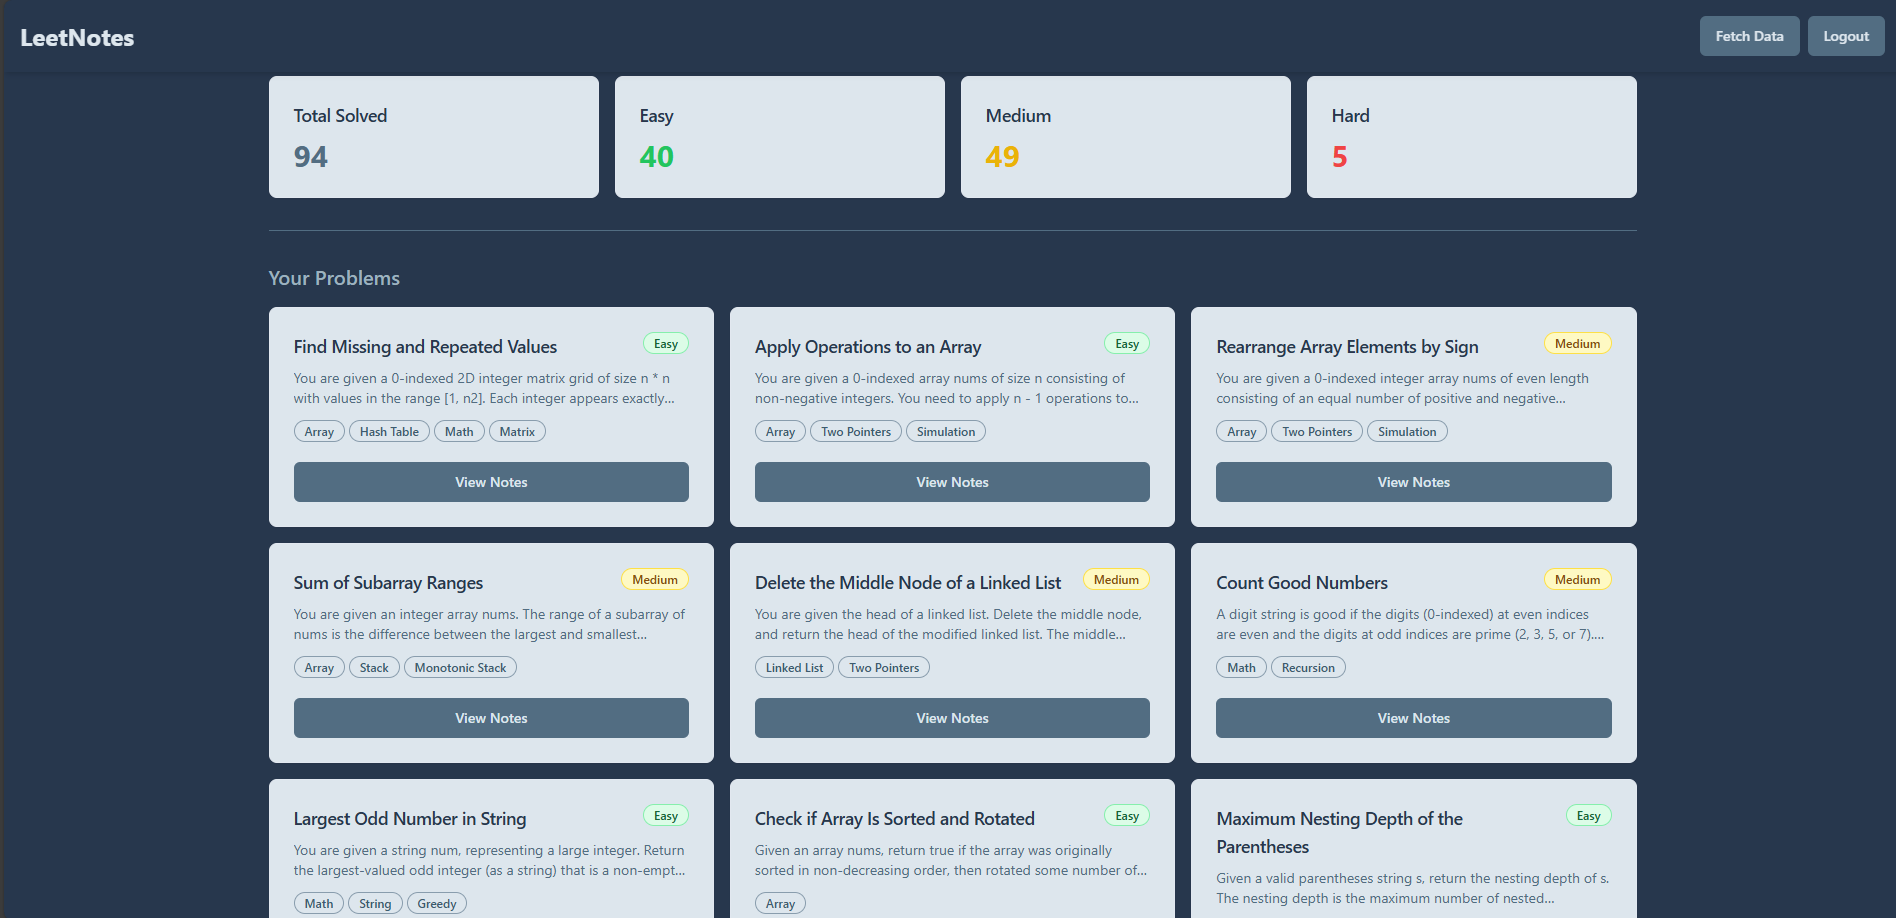 LeetNotes
Fetch Data
Logout
Total Solved
94
Easy
40
Medium
49
Hard
5
Your Problems
Find Missing and Repeated Values
Easy
You are given a 0-indexed 2D integer matrix grid of size n * n
with values in the range [1, n2]. Each integer appears exactly...
Array
Hash Table
Math
Matrix
View Notes
Apply Operations to an Array
Easy
You are given a 0-indexed array nums of size n consisting of
non-negative integers. You need to apply n - 1 operations to...
Array
Two Pointers
Simulation
View Notes
Rearrange Array Elements by Sign
Medium
You are given a 0-indexed integer array nums of even length
consisting of an equal number of positive and negative...
Array
Two Pointers
Simulation
View Notes
Sum of Subarray Ranges
Medium
You are given an integer array nums. The range of a subarray of
nums is the difference between the largest and smallest...
Array
Stack
Monotonic Stack
View Notes
Delete the Middle Node of a Linked List
Medium
You are given the head of a linked list. Delete the middle node,
and return the head of the modified linked list. The middle...
Linked List
Two Pointers
View Notes
Count Good Numbers
Medium
A digit string is good if the digits (0-indexed) at even indices
are even and the digits at odd indices are prime (2, 3, 5, or 7)....
Math
Recursion
View Notes
Largest Odd Number in String
Easy
You are given a string num, representing a large integer. Return
the largest-valued odd integer (as a string) that is a non-empt...
Math
String
Greedy
Check if Array Is Sorted and Rotated
Easy
Given an array nums, return true if the array was originally
sorted in non-decreasing order, then rotated some number of...
Array
Maximum Nesting Depth of the
Parentheses
Easy
Given a valid parentheses string s, return the nesting depth of s.
The nesting depth is the maximum number of nested...